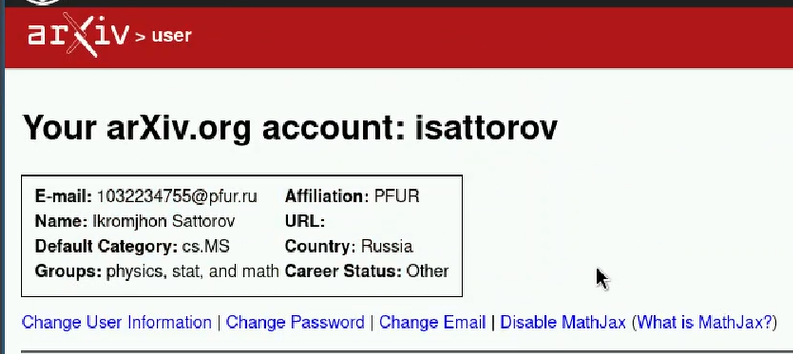 arXiv > user
Your arXiv.org account: isattorov
E-mail: 1032234755@pfur.ru Affiliation: PFUR
Name: Ikromjhon Sattorov URL:
Default Category: cs.MS Country: Russia
Groups: physics, stat, and math Career Status: Other
Change User Information | Change Password | Change Email | Disable MathJax (What is MathJax?)